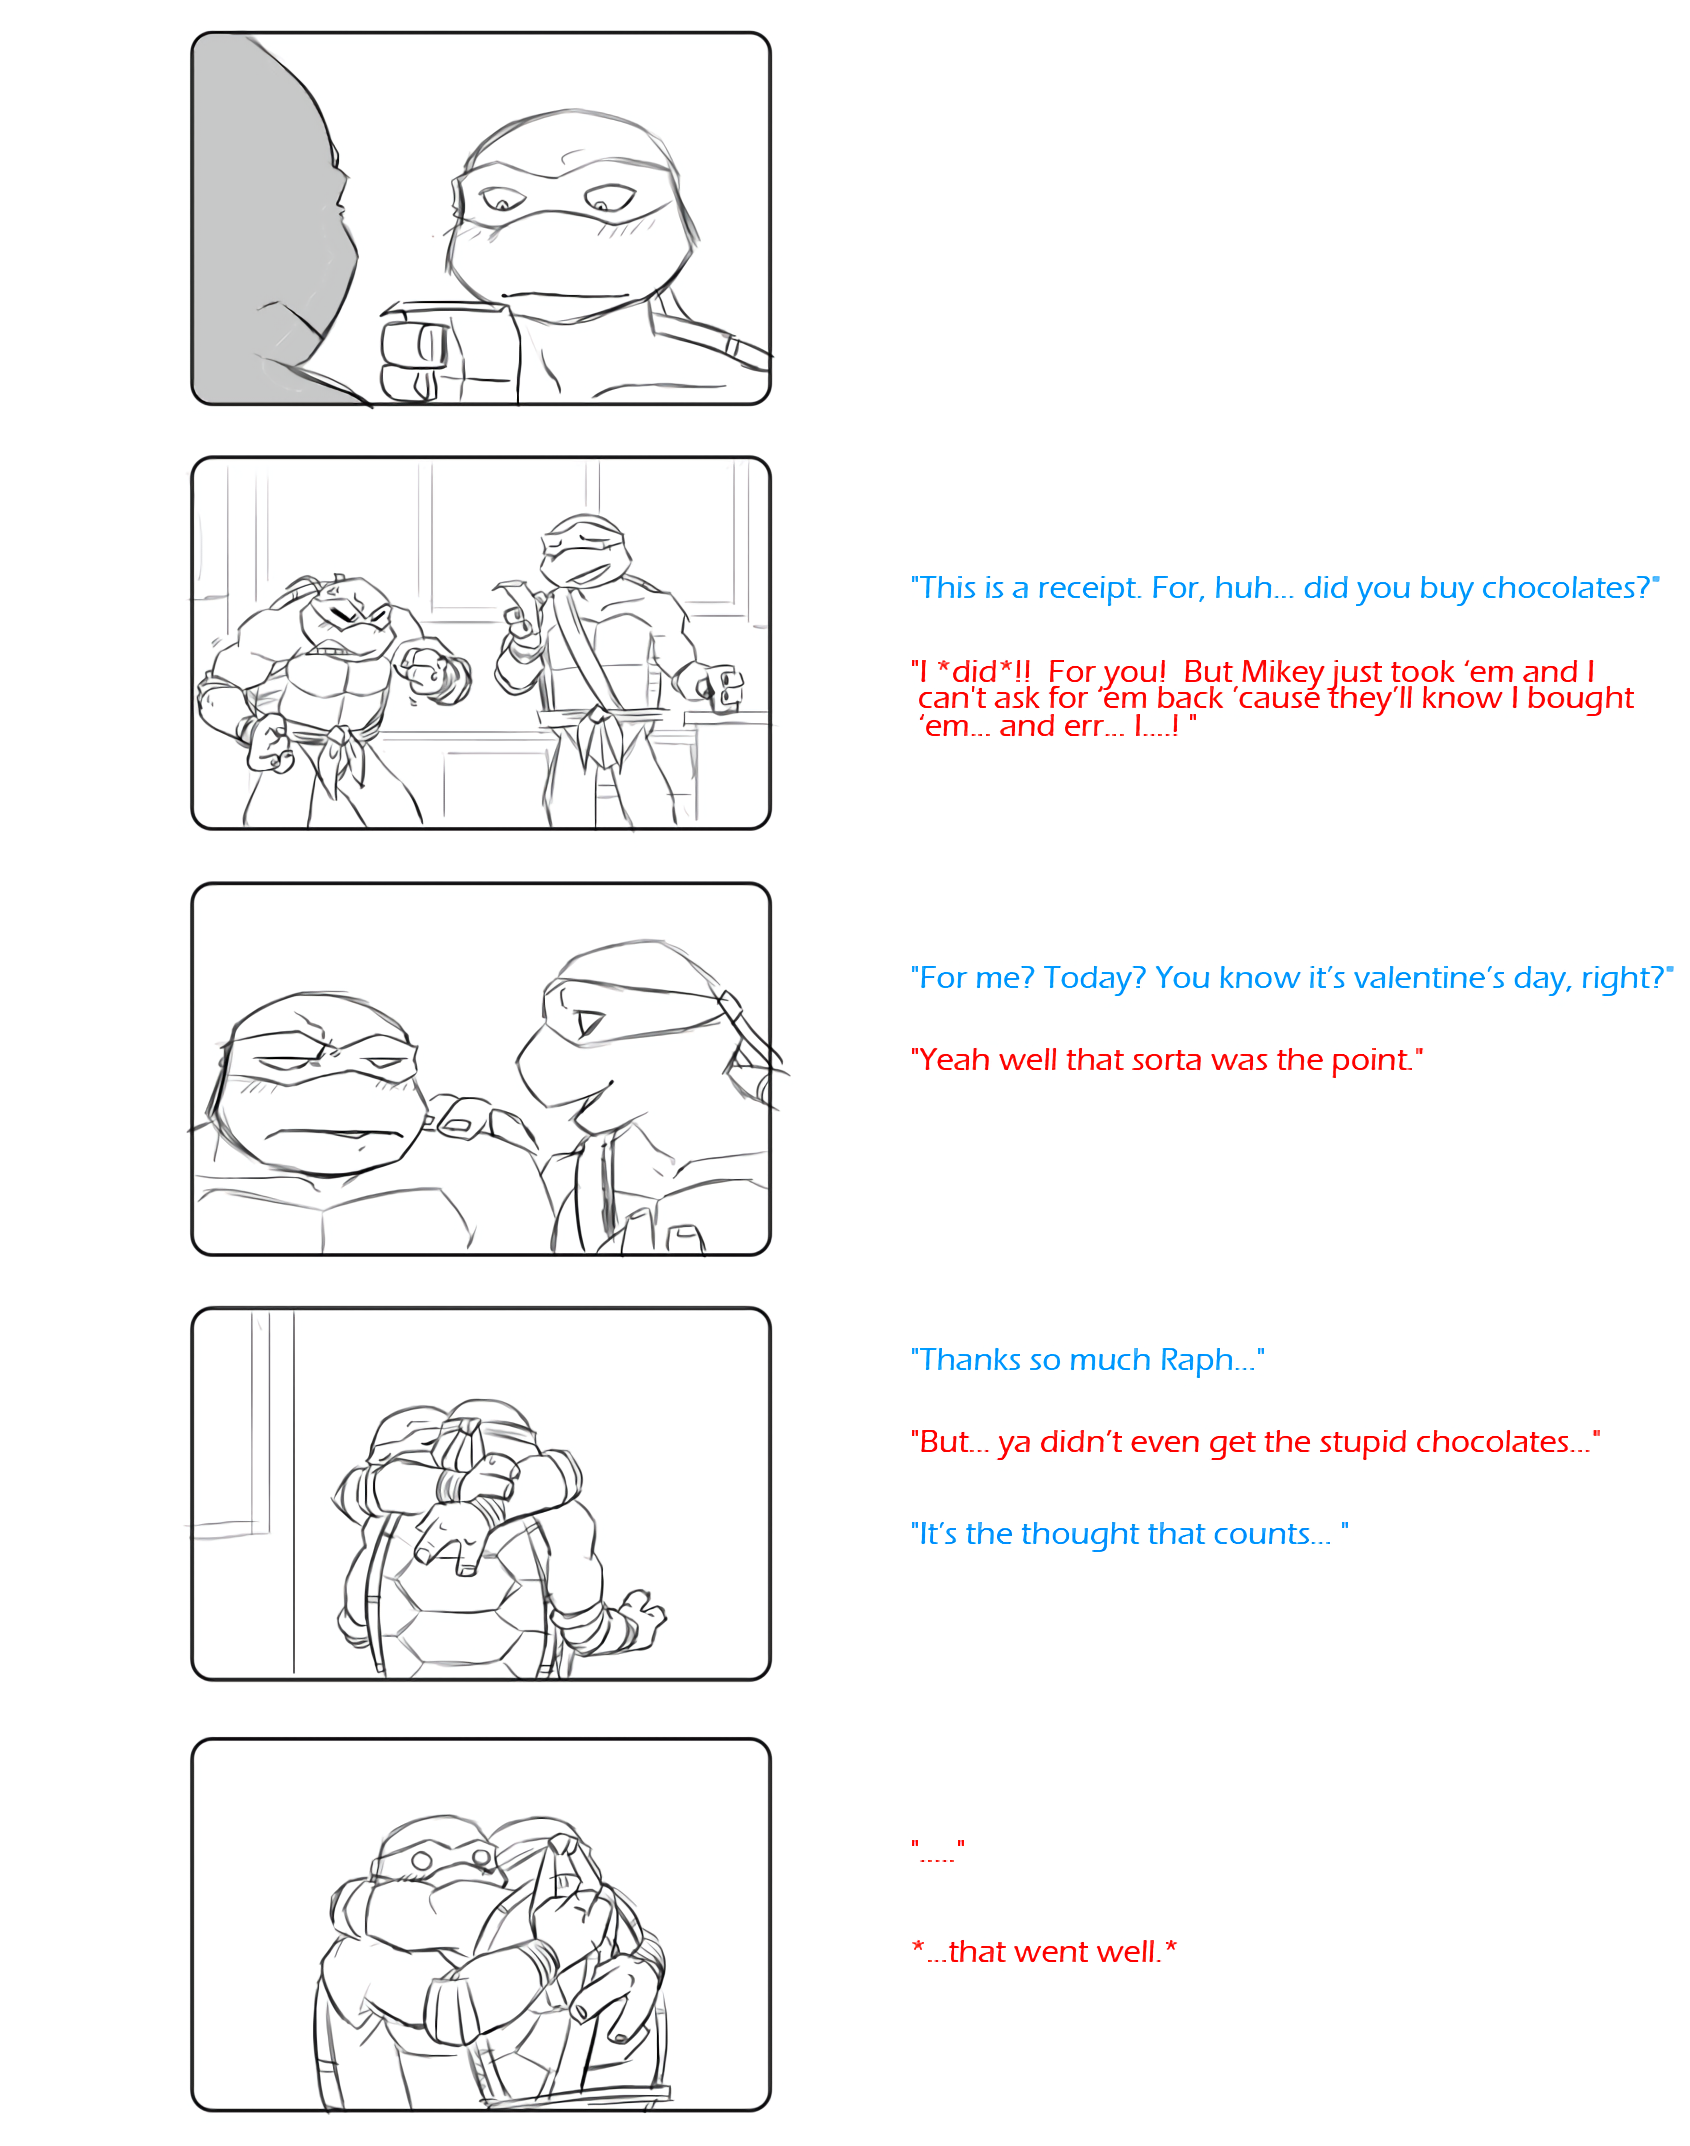 "This is a receipt. For, huh... did you buy chocolates?"
"I *did*!!  For you!  But Mikey just took ‘em and I
can't ask for ‘em back ‘cause they’ll know I bought
‘em... and err... I....! "
"For me? Today? You know it’s valentine’s day, right?"
"Yeah well that sorta was the point."
"Thanks so much Raph..."
"But... ya didn’t even get the stupid chocolates..."
"It’s the thought that counts... "
"....."
*...that went well.*